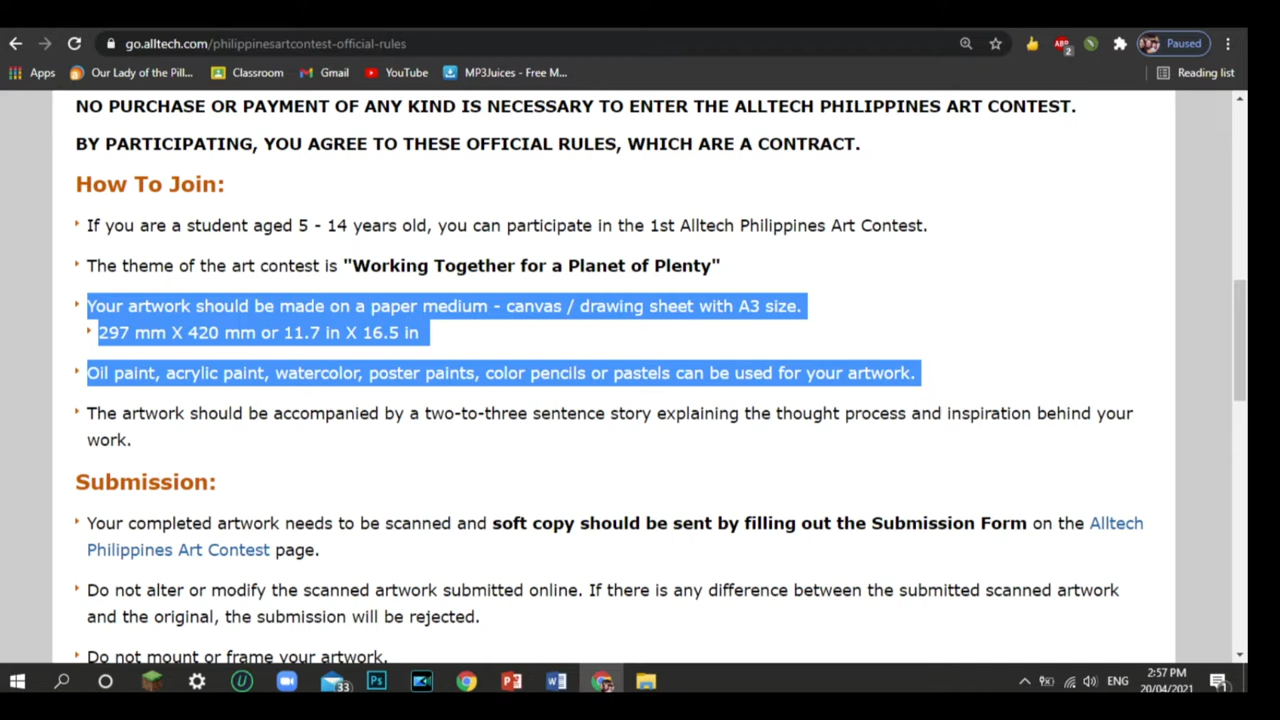 go.alltech.com/philippinesartcontest-official-rules
ABP
2
Paused
Apps
Our Lady of the Pill...
Classroom
Gmail
YouTube
MP3Juices - Free M...
Reading list
NO PURCHASE OR PAYMENT OF ANY KIND IS NECESSARY TO ENTER THE ALLTECH PHILIPPINES ART CONTEST.
BY PARTICIPATING, YOU AGREE TO THESE OFFICIAL RULES, WHICH ARE A CONTRACT.
How To Join:
If you are a student aged 5 - 14 years old, you can participate in the 1st Alltech Philippines Art Contest.
The theme of the art contest is "Working Together for a Planet of Plenty"
Your artwork should be made on a paper medium - canvas / drawing sheet with A3 size.
297 mm X 420 mm or 11.7 in X 16.5 in
Oil paint, acrylic paint, watercolor, poster paints, color pencils or pastels can be used for your artwork.
The artwork should be accompanied by a two-to-three sentence story explaining the thought process and inspiration behind your
work.
Submission:
Your completed artwork needs to be scanned and soft copy should be sent by filling out the Submission Form on the Alltech
Philippines Art Contest page.
Do not alter or modify the scanned artwork submitted online. If there is any difference between the submitted scanned artwork
and the original, the submission will be rejected.
Do not mount or frame your artwork.
33
Ps
ENG
2:57 PM
20/04/2021
1